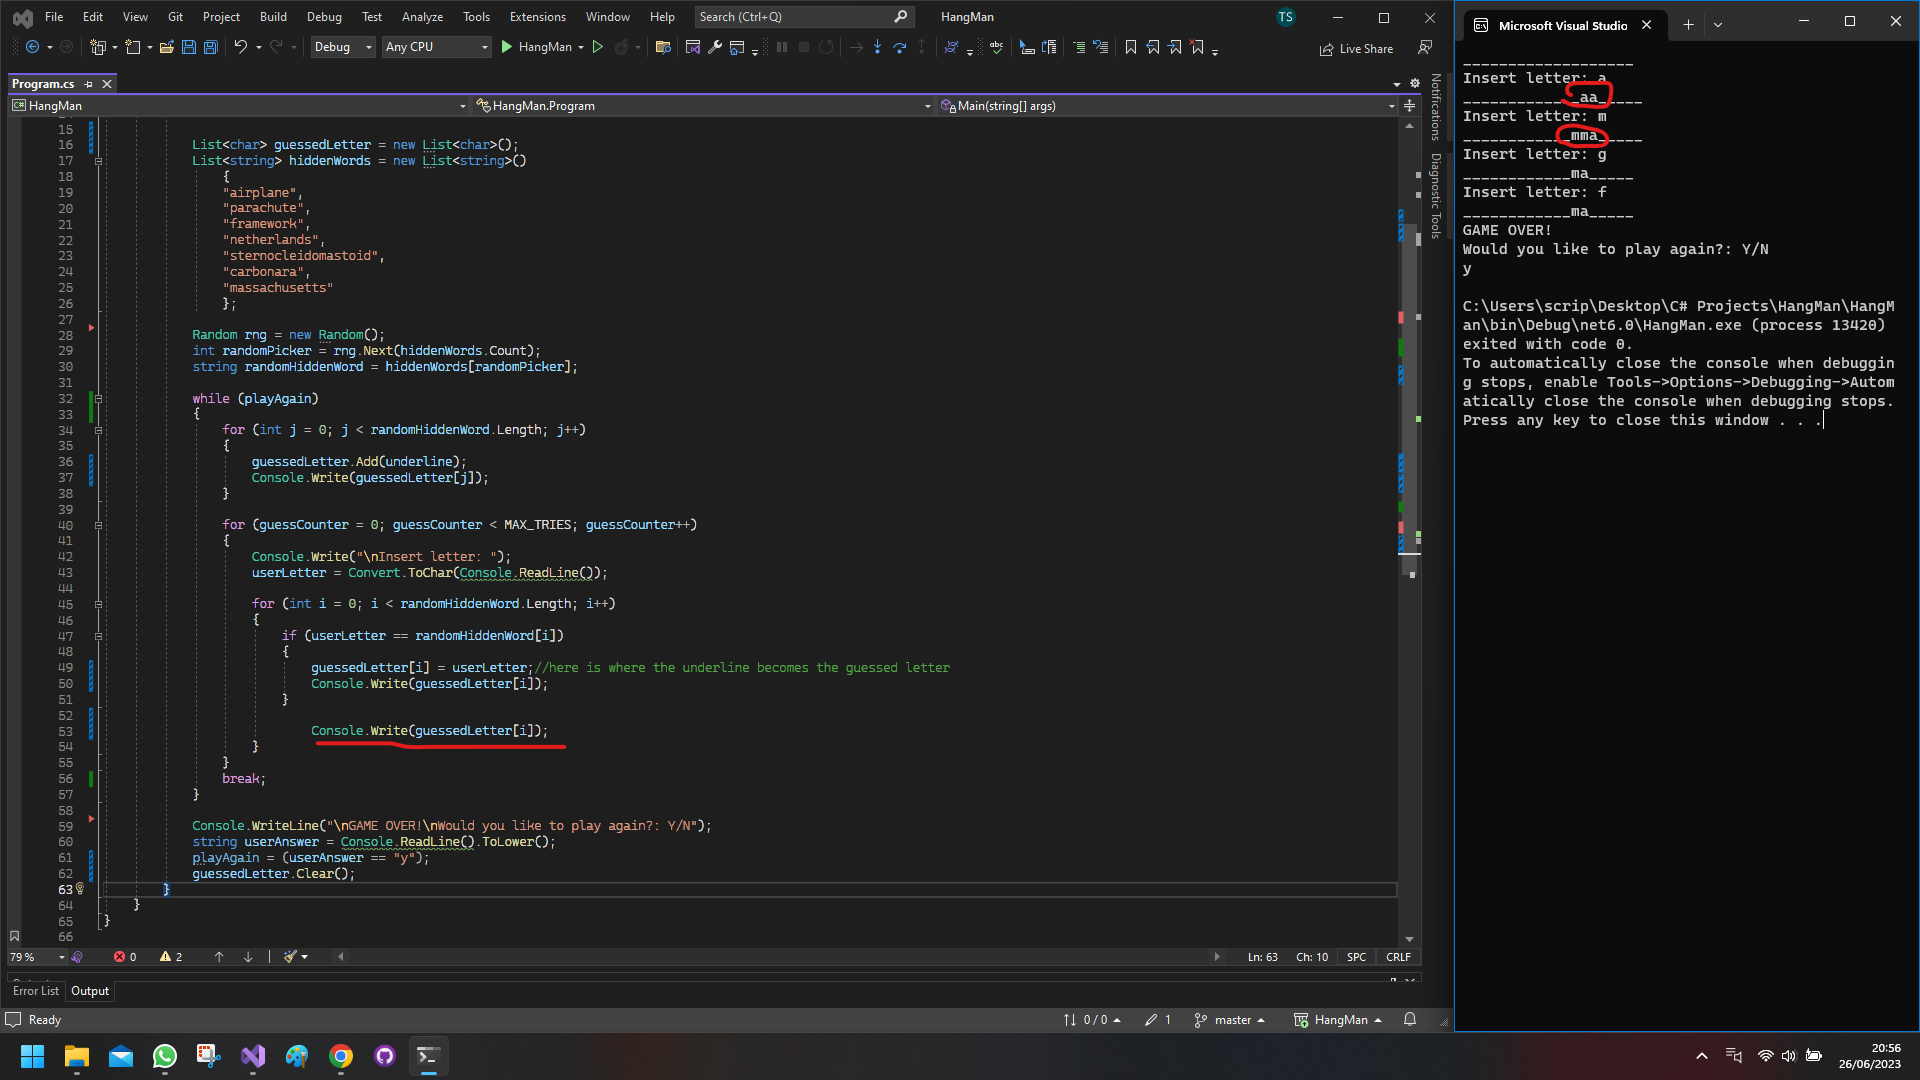 File Edit View Git Project Build Debug Test Analyze Tools Extensions Window Help Search (Ctrl+Q) HangMan TS
Debug Any CPU HangMan Live Share
Program.cs
HangMan HangMan.Program Main(string[] args)
15
16 List<char> guessedLetter = new List<char>();
17 List<string> hiddenWords = new List<string>()
18 {
19 "airplane",
20 "parachute",
21 "framework",
22 "netherlands",
23 "sternocleidomastoid",
24 "carbonara",
25 "massachusetts"
26 };
27
28 Random rng = new Random();
29 int randomPicker = rng.Next(hiddenWords.Count);
30 string randomHiddenWord = hiddenWords[randomPicker];
31
32 while (playAgain)
33 {
34 for (int j = 0; j < randomHiddenWord.Length; j++)
35 {
36 guessedLetter.Add(underline);
37 Console.Write(guessedLetter[j]);
38 }
39
40 for (guessCounter = 0; guessCounter < MAX_TRIES; guessCounter++)
41 {
42 Console.Write("\nInsert letter: ");
43 userLetter = Convert.ToChar(Console.ReadLine());
44
45 for (int i = 0; i < randomHiddenWord.Length; i++)
46 {
47 if (userLetter == randomHiddenWord[i])
48 {
49 guessedLetter[i] = userLetter;//here is where the underline becomes the guessed letter
50 Console.Write(guessedLetter[i]);
51 }
52
53 Console.Write(guessedLetter[i]);
54 }
55 }
56 break;
57 }
58
59 Console.WriteLine("\nGAME OVER!\nWould you like to play again?: Y/N");
60 string userAnswer = Console.ReadLine().ToLower();
61 playAgain = (userAnswer == "y");
62 guessedLetter.Clear();
63 }
64 }
65 }
66
79 % 0 2 Ln: 63 Ch: 10 SPC CRLF
Error List Output
Ready 0 / 0 1 master HangMan
Notifications
Diagnostic Tools
Microsoft Visual Studio
___________________
Insert letter: a
_____________aa_____
Insert letter: m
____________mma_____
Insert letter: g
____________ma_____
Insert letter: f
____________ma_____
GAME OVER!
Would you like to play again?: Y/N
y
C:\Users\scrip\Desktop\C# Projects\HangMan\HangM
an\bin\Debug\net6.0\HangMan.exe (process 13420)
exited with code 0.
To automatically close the console when debuggin
g stops, enable Tools->Options->Debugging->Autom
atically close the console when debugging stops.
Press any key to close this window . . .
20:56
26/06/2023